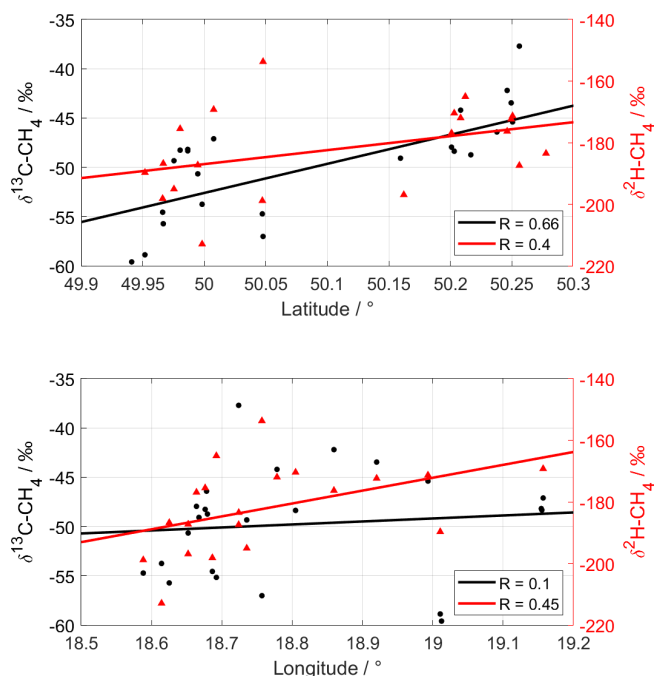 -35
-40
-45
-50
-55
-60
δ¹³C-CH₄ / ‰
-140
-160
-180
-200
-220
δ²H-CH₄ / ‰
R = 0.66
R = 0.4
49.9 49.95 50 50.05 50.1 50.15 50.2 50.25 50.3
Latitude / °
-35
-40
-45
-50
-55
-60
δ¹³C-CH₄ / ‰
-140
-160
-180
-200
-220
δ²H-CH₄ / ‰
R = 0.1
R = 0.45
18.5 18.6 18.7 18.8 18.9 19 19.1 19.2
Longitude / °